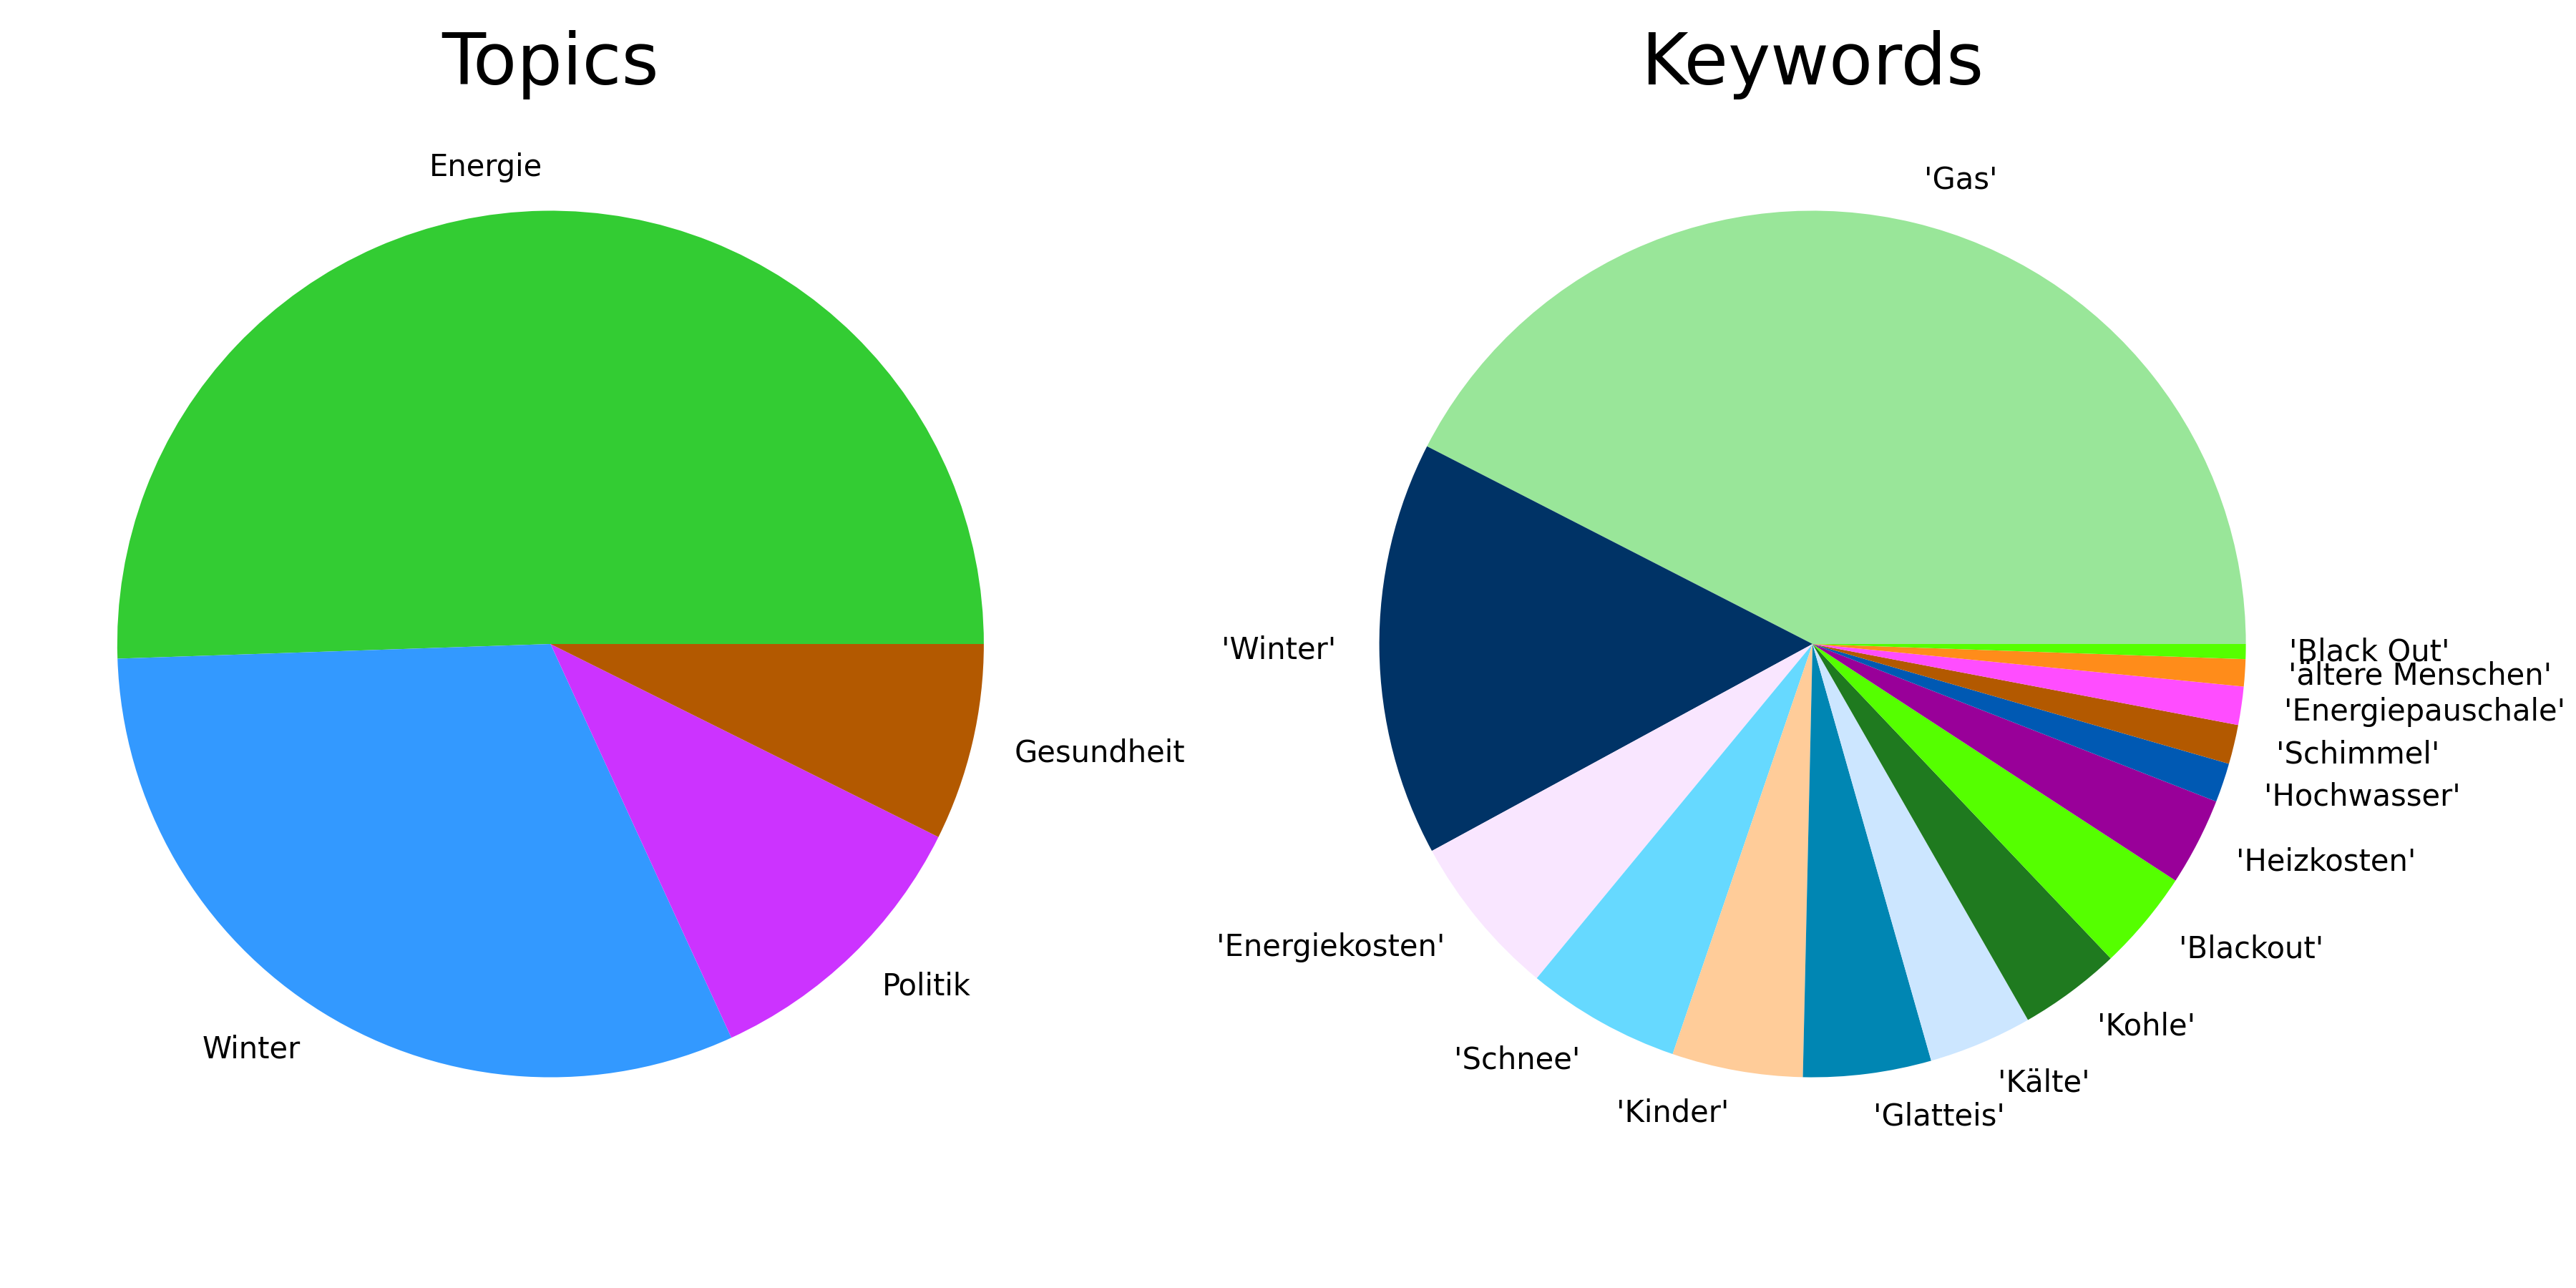 Topics
Energie
Winter
Politik
Gesundheit
Keywords
'Gas'
'Winter'
'Energiekosten'
'Schnee'
'Kinder'
'Glatteis'
'Kälte'
'Kohle'
'Blackout'
'Heizkosten'
'Hochwasser'
'Schimmel'
'Energiepauschale'
'ältere Menschen'
'Black Out'